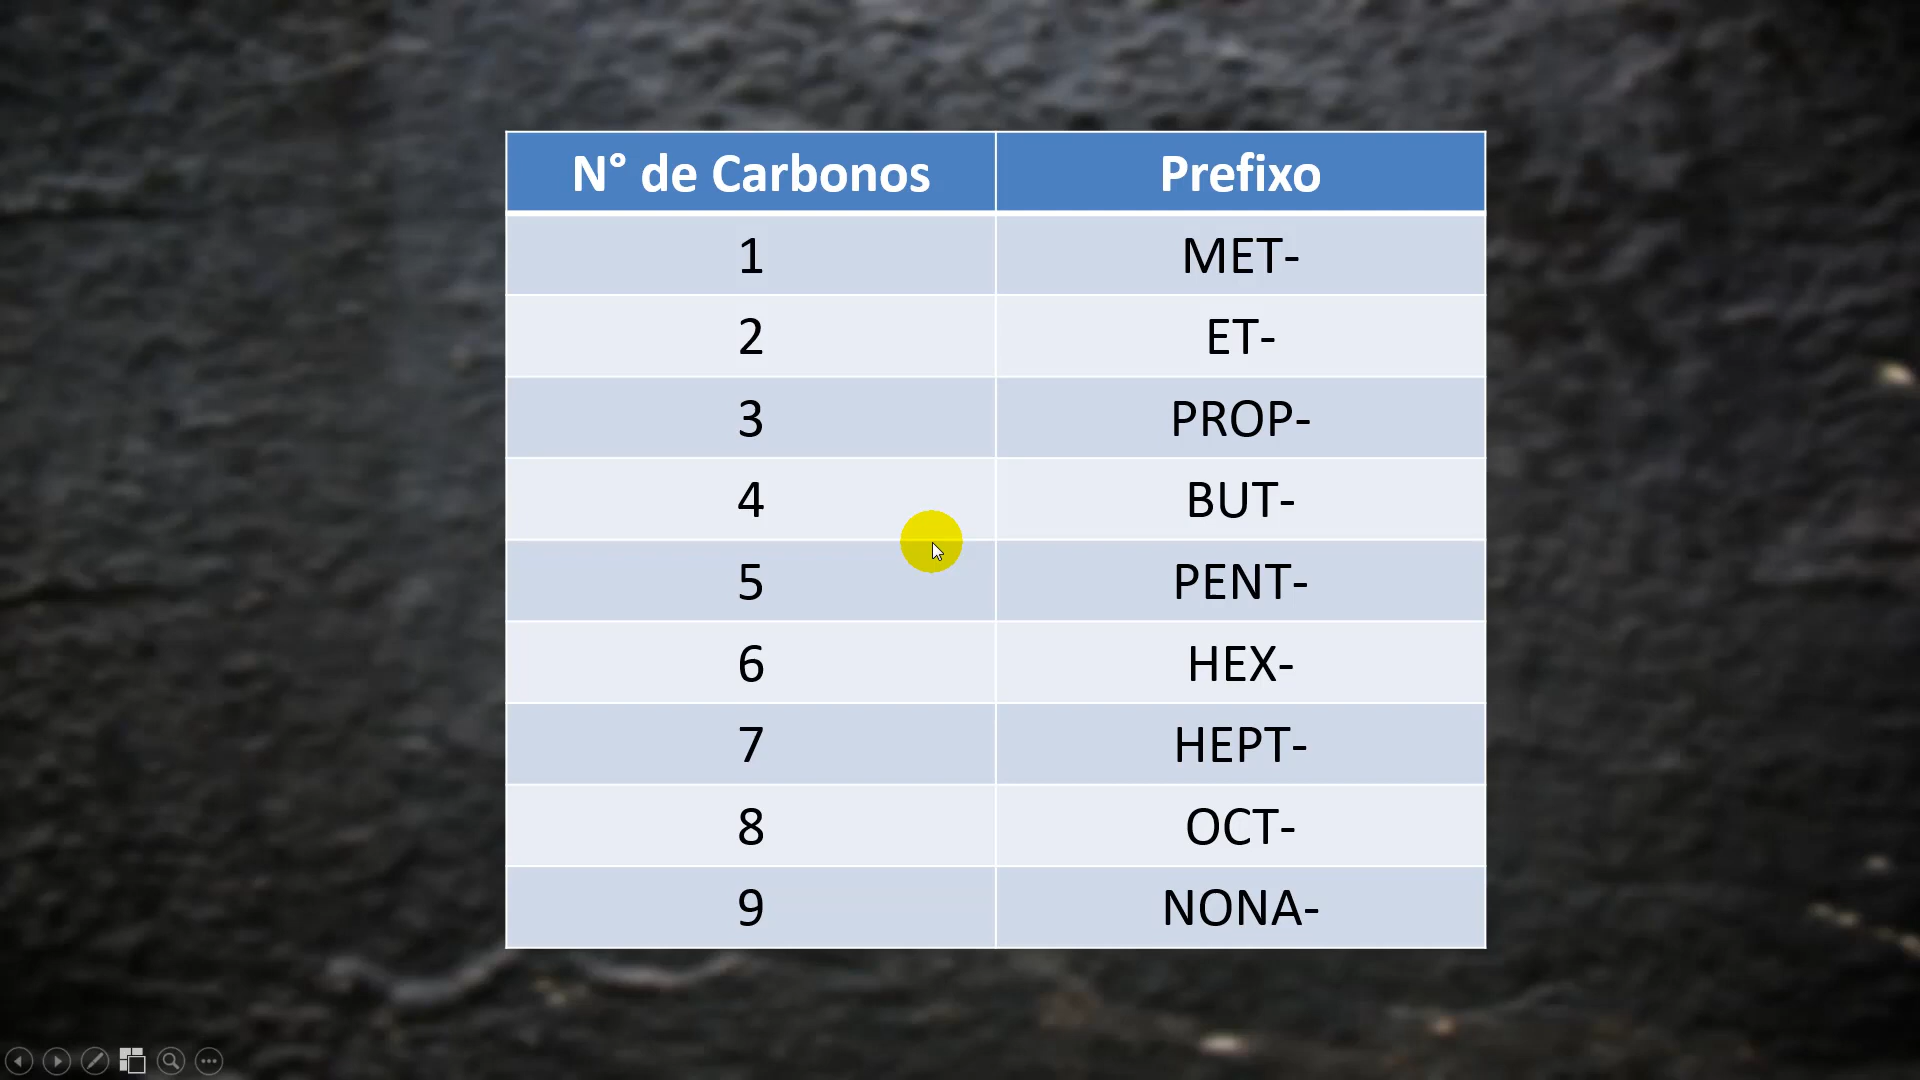 N° de Carbonos Prefixo
1 MET-
2 ET-
3 PROP-
4 BUT-
5 PENT-
6 HEX-
7 HEPT-
8 OCT-
9 NONA-